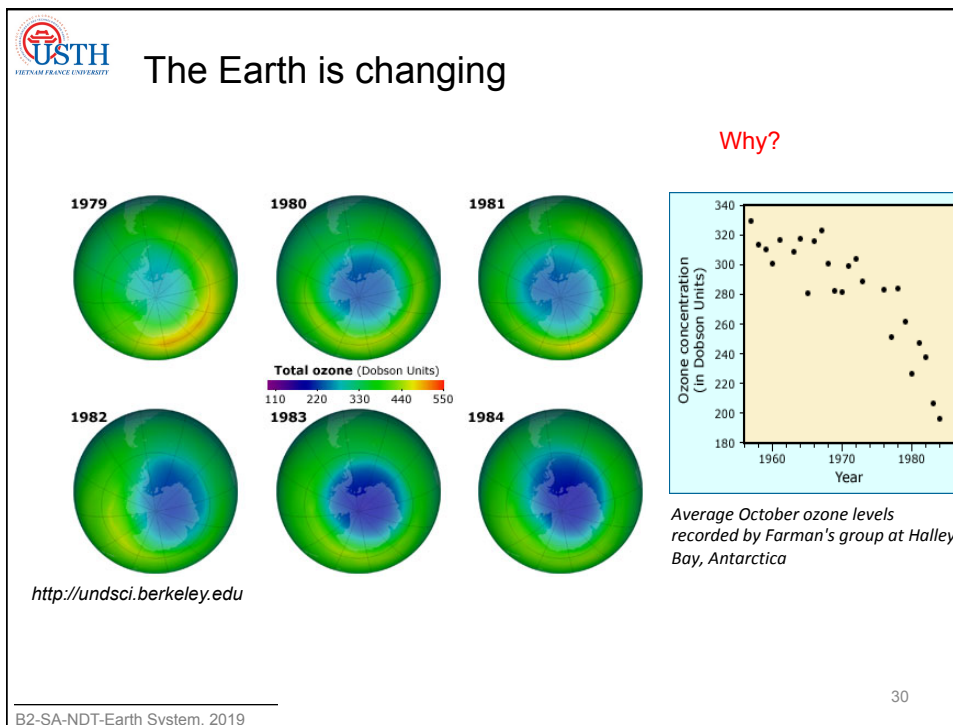 USTH
VIETNAM FRANCE UNIVERSITY
The Earth is changing
Why?
1979
1980
1981
Total ozone (Dobson Units)
110 220 330 440 550
1982
1983
1984
340
320
300
280
260
240
220
200
180
Ozone concentration
(in Dobson Units)
1960 1970 1980
Year
Average October ozone levels
recorded by Farman's group at Halley
Bay, Antarctica
http://undsci.berkeley.edu
30
B2-SA-NDT-Earth System, 2019